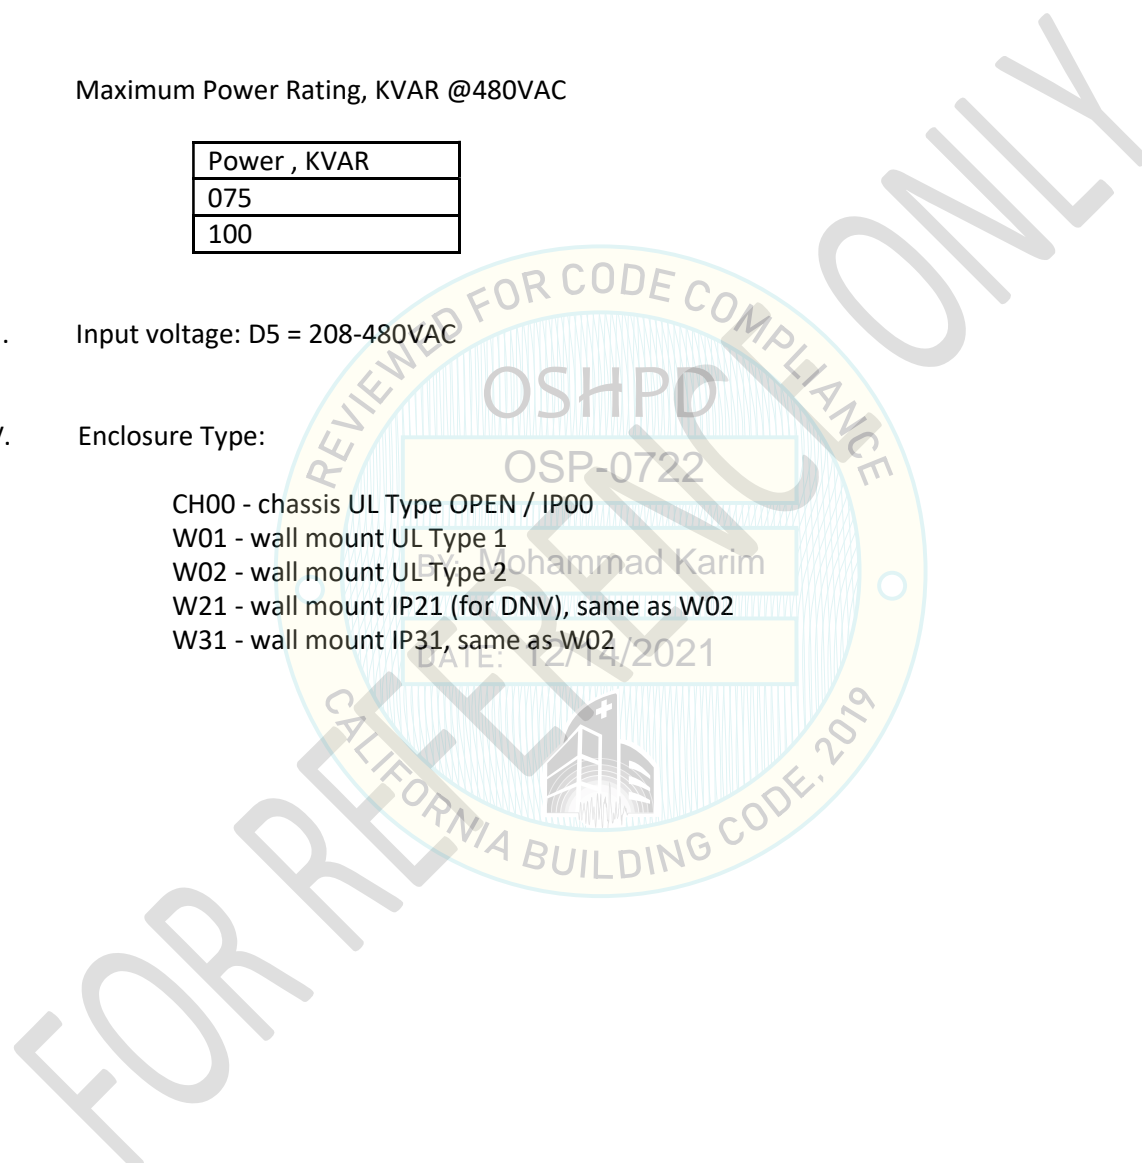 Maximum Power Rating, KVAR @480VAC
Power , KVAR
075
100
. Input voltage: D5 = 208-480VAC
V. Enclosure Type:
CH00 - chassis UL Type OPEN / IP00
W01 - wall mount UL Type 1
W02 - wall mount UL Type 2
W21 - wall mount IP21 (for DNV), same as W02
W31 - wall mount IP31, same as W02
REVIEWED FOR CODE COMPLIANCE
OSHPD
OSP-0722
BY: Mohammad Karim
DATE: 12/14/2021
CALIFORNIA BUILDING CODE, 2019
FOR REFERENCE ONLY